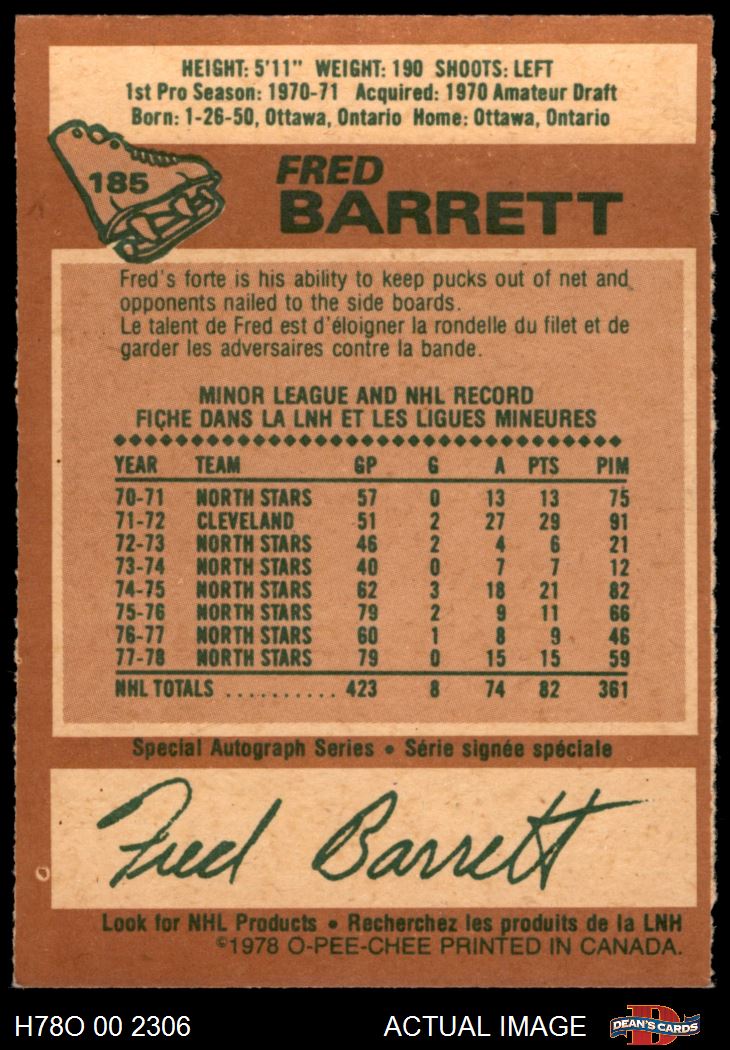 HEIGHT: 5'11" WEIGHT: 190 SHOOTS: LEFT
1st Pro Season: 1970-71 Acquired: 1970 Amateur Draft
Born: 1-26-50, Ottawa, Ontario Home: Ottawa, Ontario
185
FRED
BARRETT
Fred's forte is his ability to keep pucks out of net and
opponents nailed to the side boards.
Le talent de Fred est d'éloigner la rondelle du filet et de
garder les adversaires contre la bande.
MINOR LEAGUE AND NHL RECORD
FICHE DANS LA LNH ET LES LIGUES MINEURES
YEAR TEAM GP G A PTS PIM
70-71 NORTH STARS 57 0 13 13 75
71-72 CLEVELAND 51 2 27 29 91
72-73 NORTH STARS 46 2 4 6 21
73-74 NORTH STARS 40 0 7 7 12
74-75 NORTH STARS 62 3 18 21 82
75-76 NORTH STARS 79 2 9 11 66
76-77 NORTH STARS 60 1 8 9 46
77-78 NORTH STARS 79 0 15 15 59
NHL TOTALS .......... 423 8 74 82 361
Special Autograph Series • Série signée spéciale
Fred Barrett
Look for NHL Products • Recherchez les produits de la LNH
©1978 O-PEE-CHEE PRINTED IN CANADA.
H78O 00 2306 ACTUAL IMAGE DEAN'S CARDS